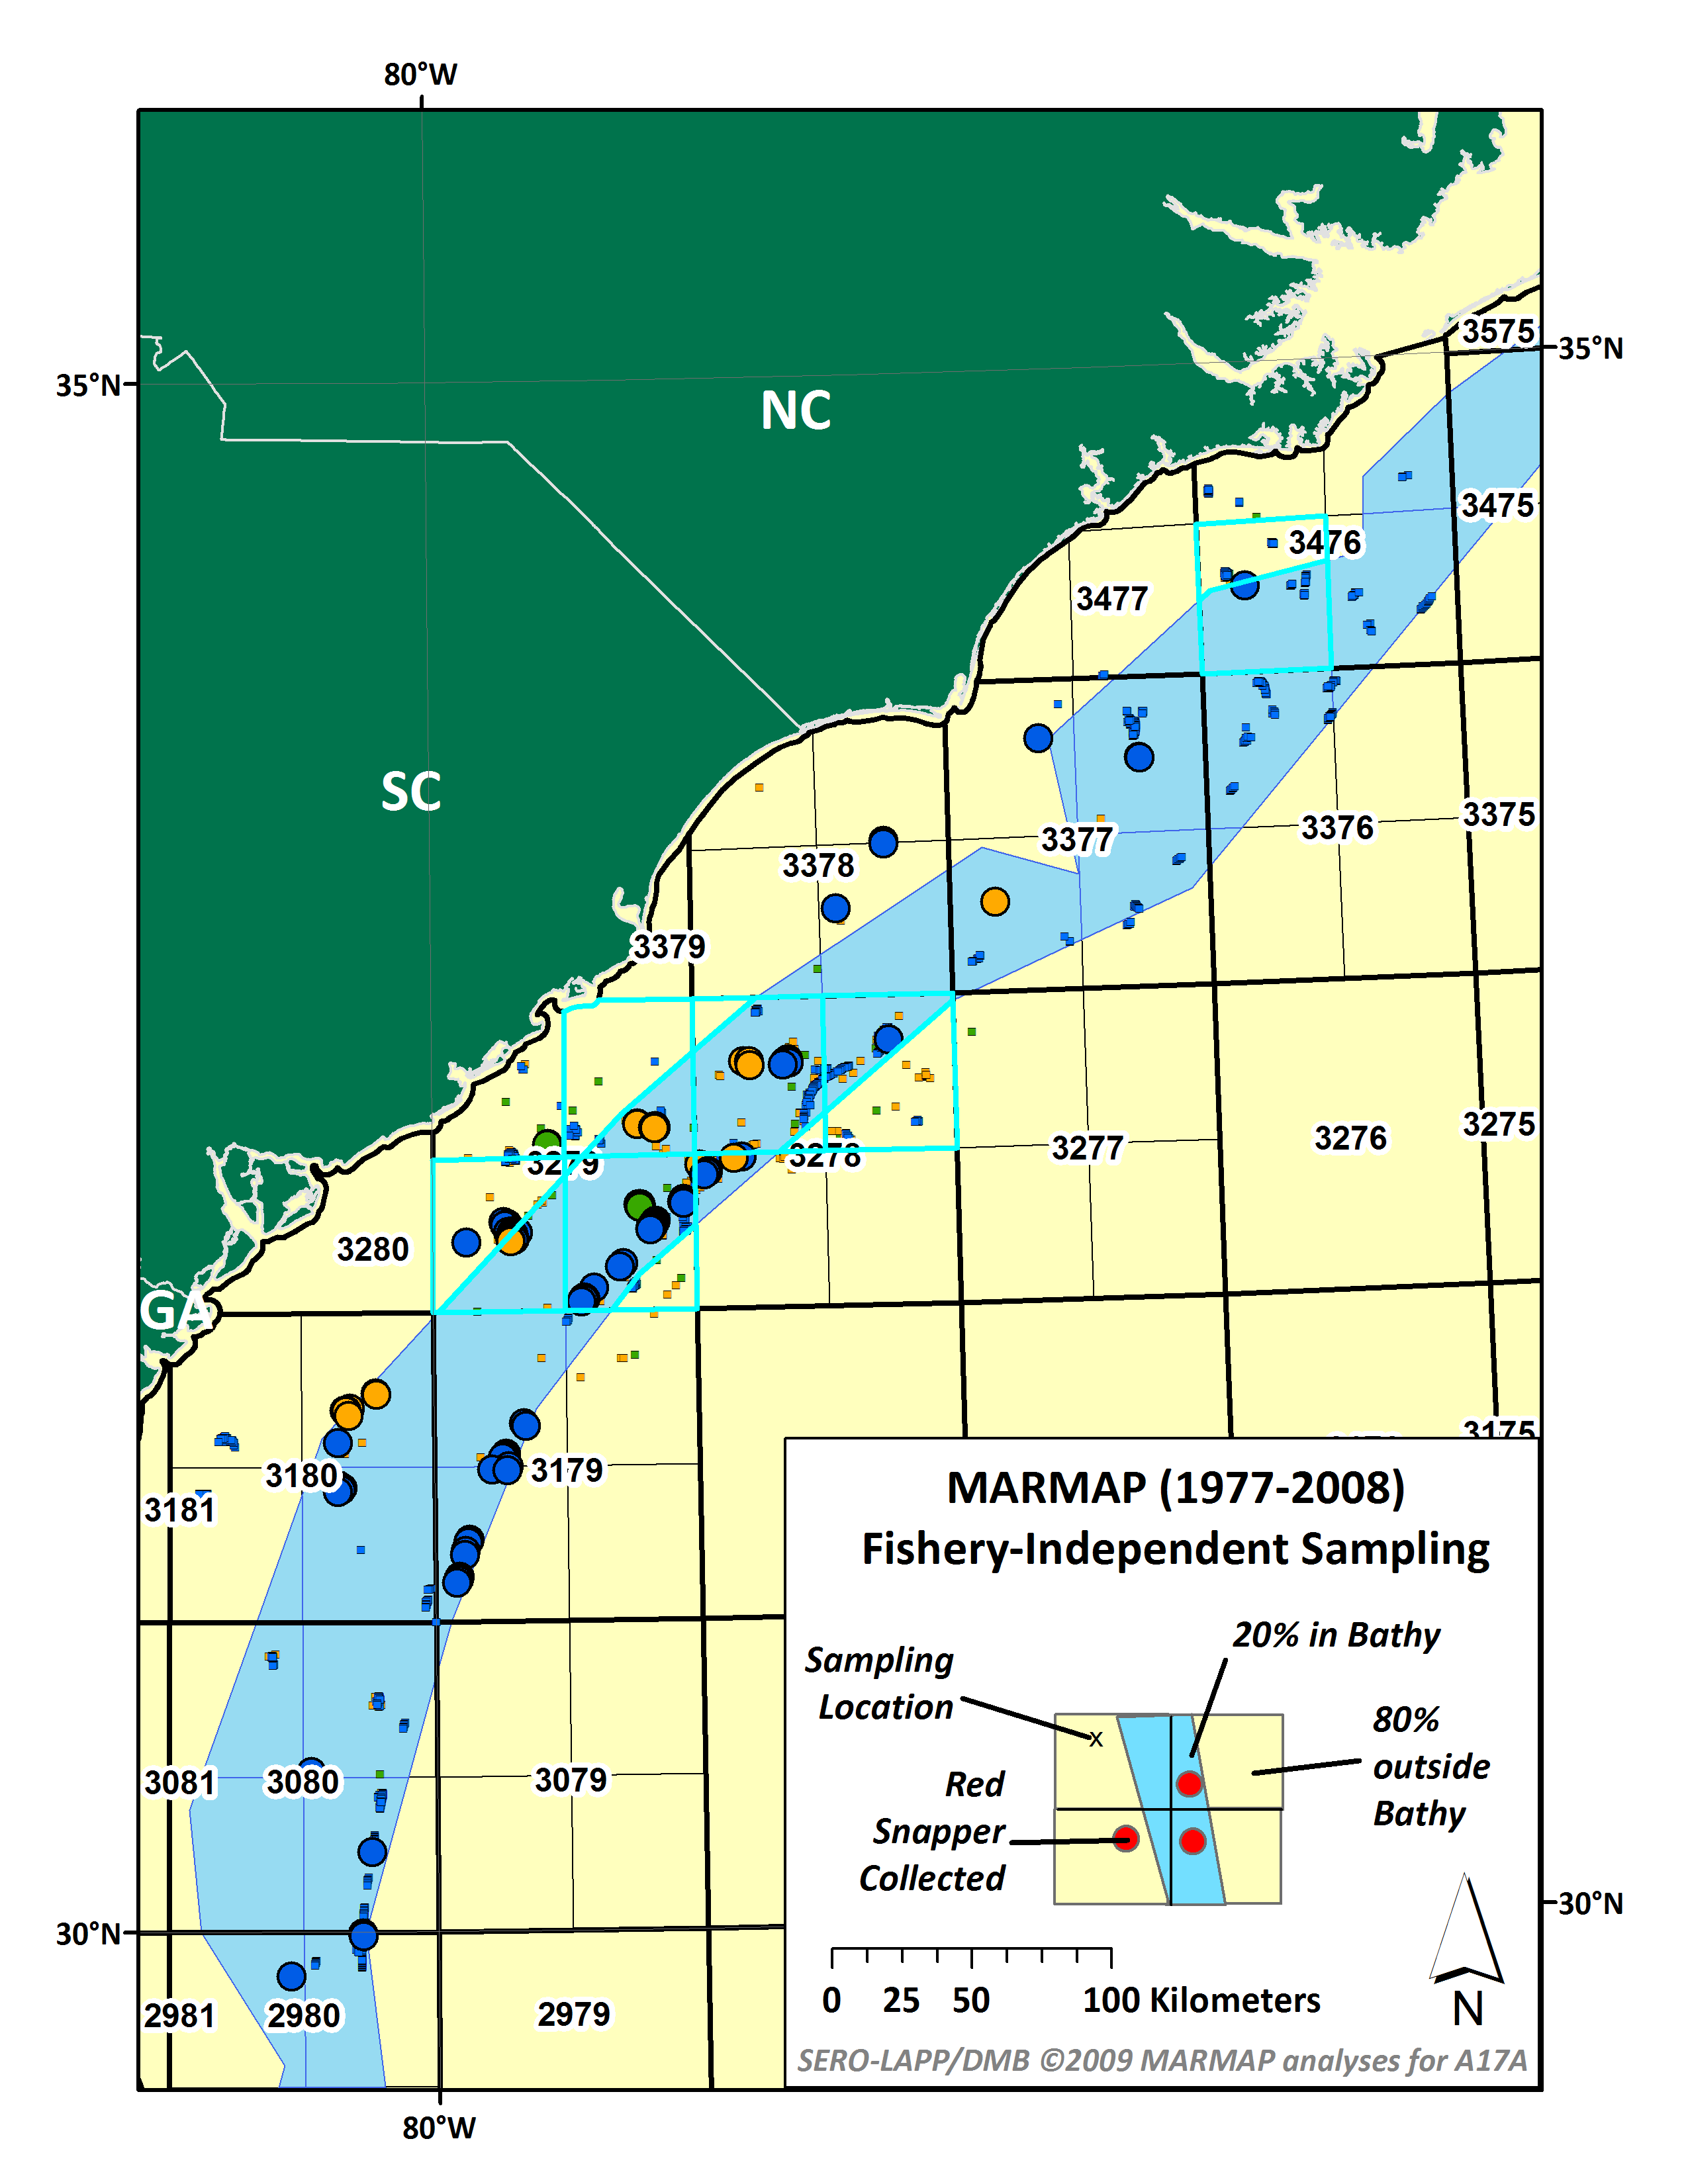 80°W
3575
35°N
35°N
NC
3475
3476
3477
SC
3375
3376
3377
3378
3379
3275
3276
3277
3278
3279
3280
GA
3175
3179
3180
3181
MARMAP (1977-2008)
Fishery-Independent Sampling
20% in Bathy
Sampling
Location
x
80%
outside
Bathy
Red
Snapper
Collected
3081
3080
3079
30°N
30°N
0 25 50 100 Kilometers
N
2981
2980
2979
SERO-LAPP/DMB ©2009 MARMAP analyses for A17A
80°W